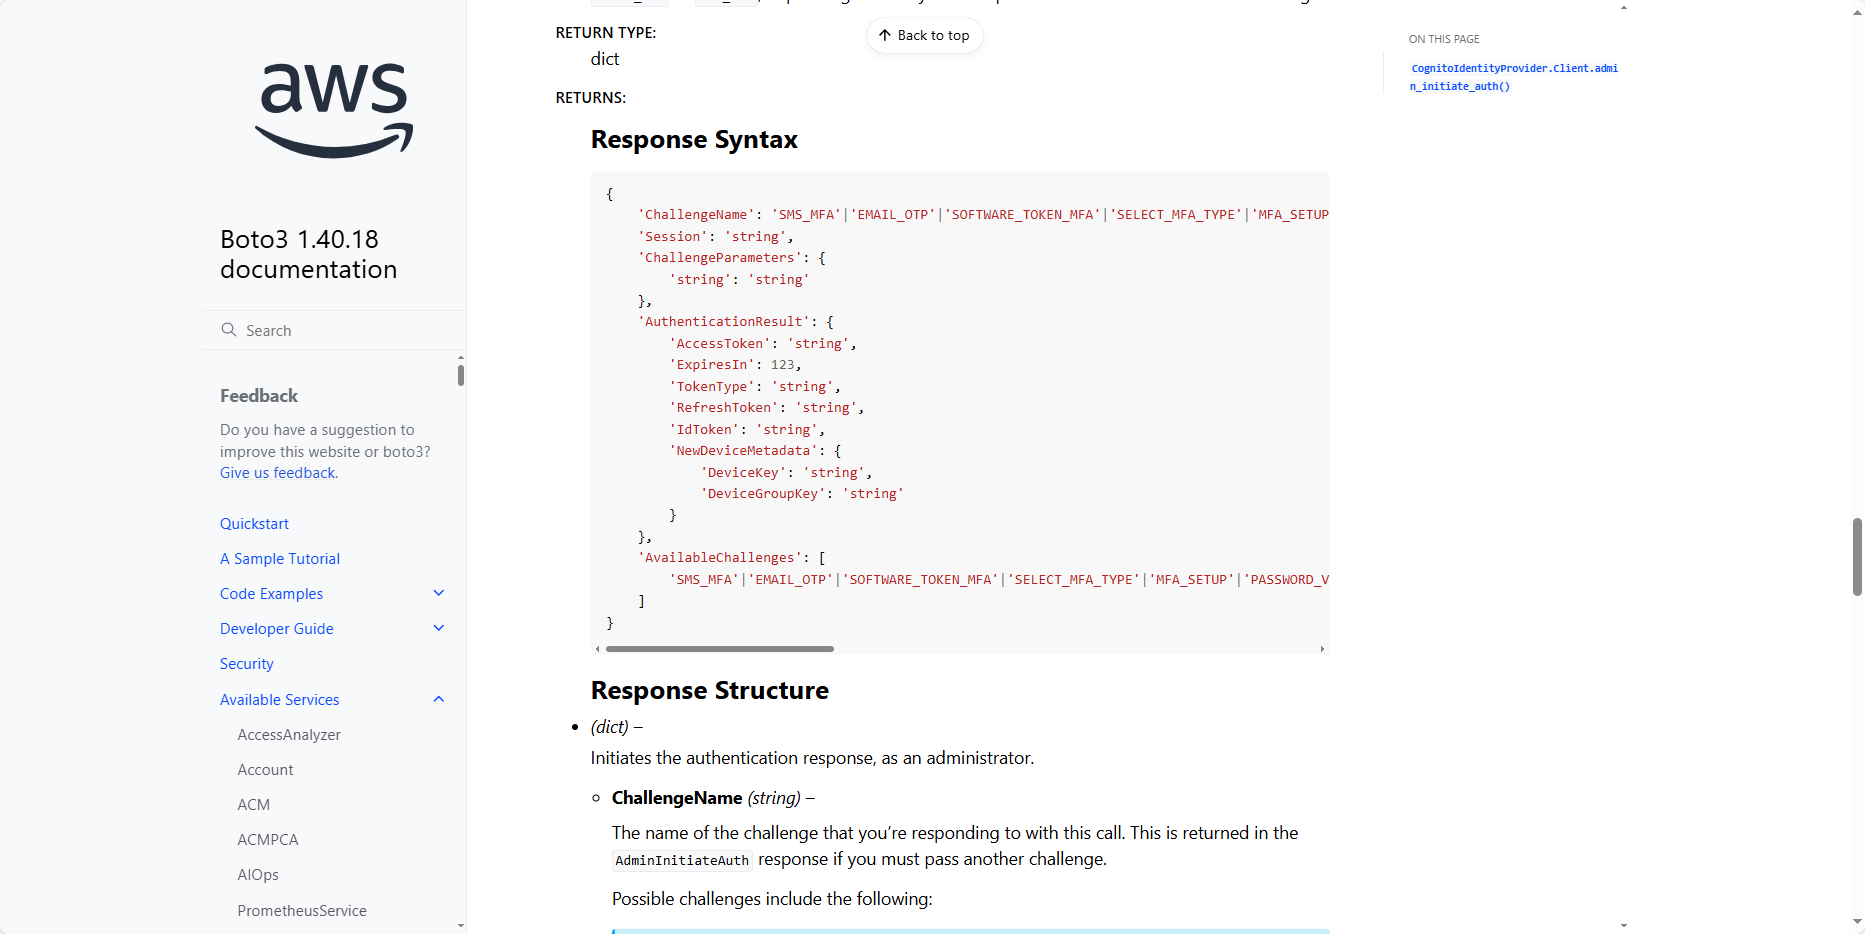 aws
Boto3 1.40.18
documentation
Search
Feedback
Do you have a suggestion to
improve this website or boto3?
Give us feedback.
Quickstart
A Sample Tutorial
Code Examples
Developer Guide
Security
Available Services
AccessAnalyzer
Account
ACM
ACMPCA
AIOps
PrometheusService
Back to top
RETURN TYPE:
dict
RETURNS:
Response Syntax
{
    'ChallengeName': 'SMS_MFA'|'EMAIL_OTP'|'SOFTWARE_TOKEN_MFA'|'SELECT_MFA_TYPE'|'MFA_SETUP
    'Session': 'string',
    'ChallengeParameters': {
        'string': 'string'
    },
    'AuthenticationResult': {
        'AccessToken': 'string',
        'ExpiresIn': 123,
        'TokenType': 'string',
        'RefreshToken': 'string',
        'IdToken': 'string',
        'NewDeviceMetadata': {
            'DeviceKey': 'string',
            'DeviceGroupKey': 'string'
        }
    },
    'AvailableChallenges': [
        'SMS_MFA'|'EMAIL_OTP'|'SOFTWARE_TOKEN_MFA'|'SELECT_MFA_TYPE'|'MFA_SETUP'|'PASSWORD_V
    ]
}
Response Structure
• (dict) –
Initiates the authentication response, as an administrator.
○ ChallengeName (string) –
The name of the challenge that you’re responding to with this call. This is returned in the
AdminInitiateAuth response if you must pass another challenge.
Possible challenges include the following:
ON THIS PAGE
CognitoIdentityProvider.Client.admi
n_initiate_auth()